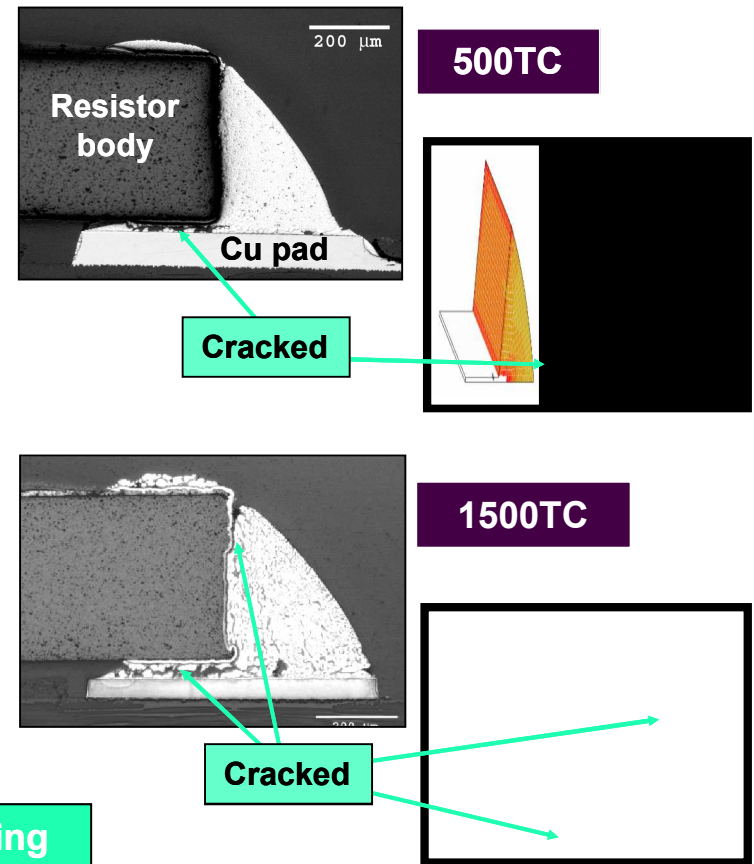 200 µm
500TC
Resistor
body
Cu pad
Cracked
1500TC
Cracked
ing